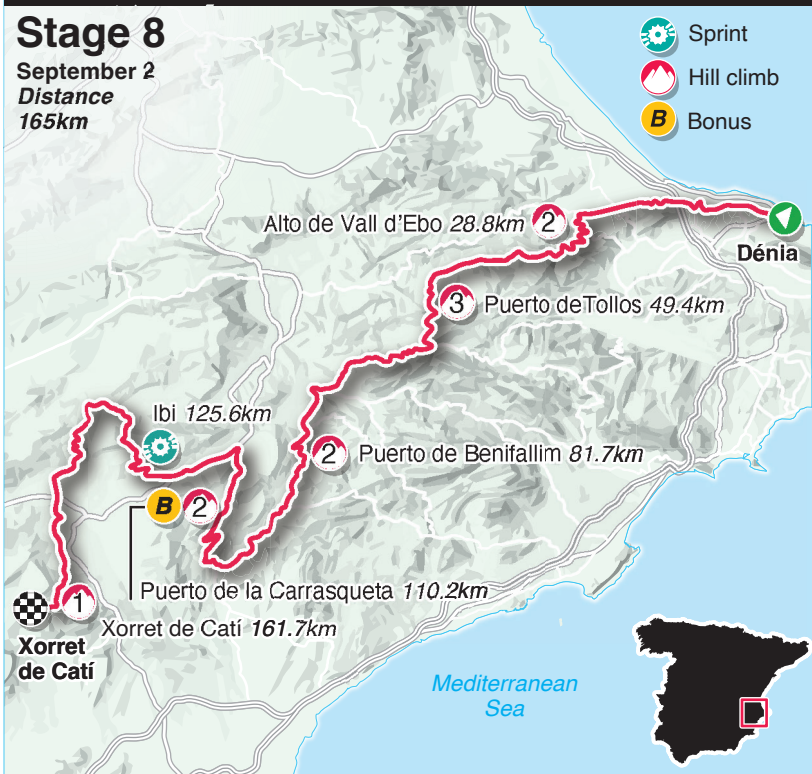 Stage 8
September 2
Distance
165km
Sprint
Hill climb
B Bonus
Alto de Vall d'Ebo 28.8km 2
Dénia
3 Puerto de Tollos 49.4km
Ibi 125.6km
2 Puerto de Benifallim 81.7km
B 2
Puerto de la Carrasqueta 110.2km
1
Xorret de Catí 161.7km
Xorret
de Catí
Mediterranean
Sea